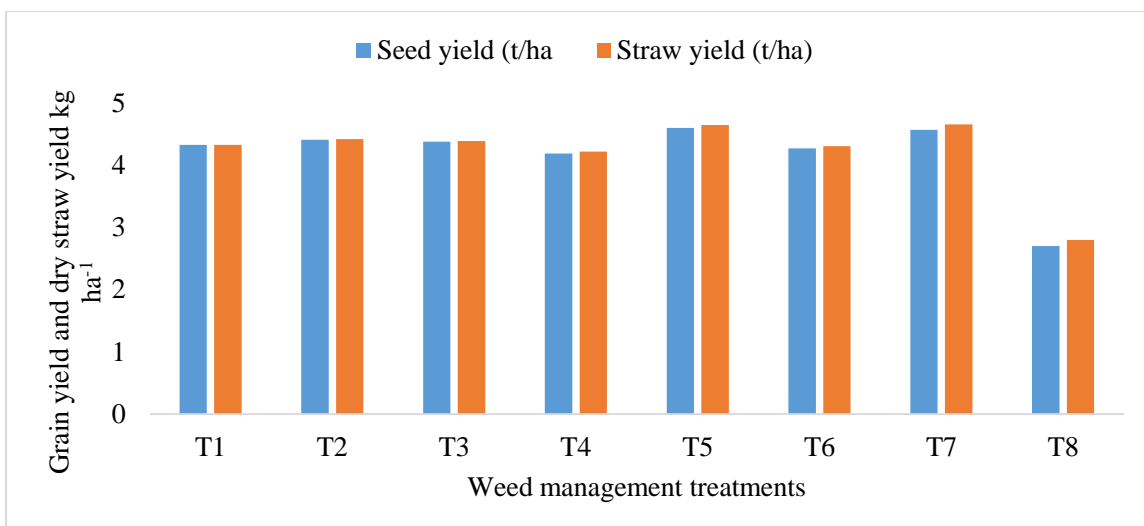 Seed yield (t/ha
Straw yield (t/ha)
Grain yield and dry straw yield kg
ha-1
5
4
3
2
1
0
T1 T2 T3 T4 T5 T6 T7 T8
Weed management treatments